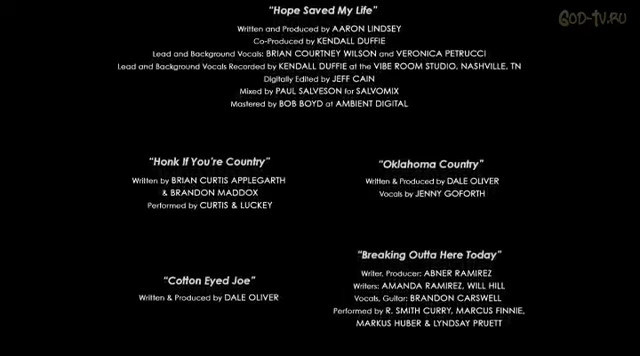 GOD-TV.RU
"Hope Saved My Life"
Written and Produced by AARON LINDSEY
Co-Produced by KENDALL DUFFIE
Lead and Background Vocals: BRIAN COURTNEY WILSON and VERONICA PETRUCCI
Lead and Background Vocals Recorded by KENDALL DUFFIE at the VIBE ROOM STUDIO, NASHVILLE, TN
Digitally Edited by JEFF CAIN
Mixed by PAUL SALVESON for SALVOMIX
Mastered by BOB BOYD at AMBIENT DIGITAL
"Honk If You're Country"
Written by BRIAN CURTIS APPLEGARTH
& BRANDON MADDOX
Performed by CURTIS & LUCKEY
"Oklahoma Country"
Written & Produced by DALE OLIVER
Vocals by JENNY GOFORTH
"Cotton Eyed Joe"
Written & Produced by DALE OLIVER
"Breaking Outta Here Today"
Writer, Producer: ABNER RAMIREZ
Writers: AMANDA RAMIREZ, WILL HILL
Vocals, Guitar: BRANDON CARSWELL
Performed by R. SMITH CURRY, MARCUS FINNIE,
MARKUS HUBER & LYNDSAY PRUETT